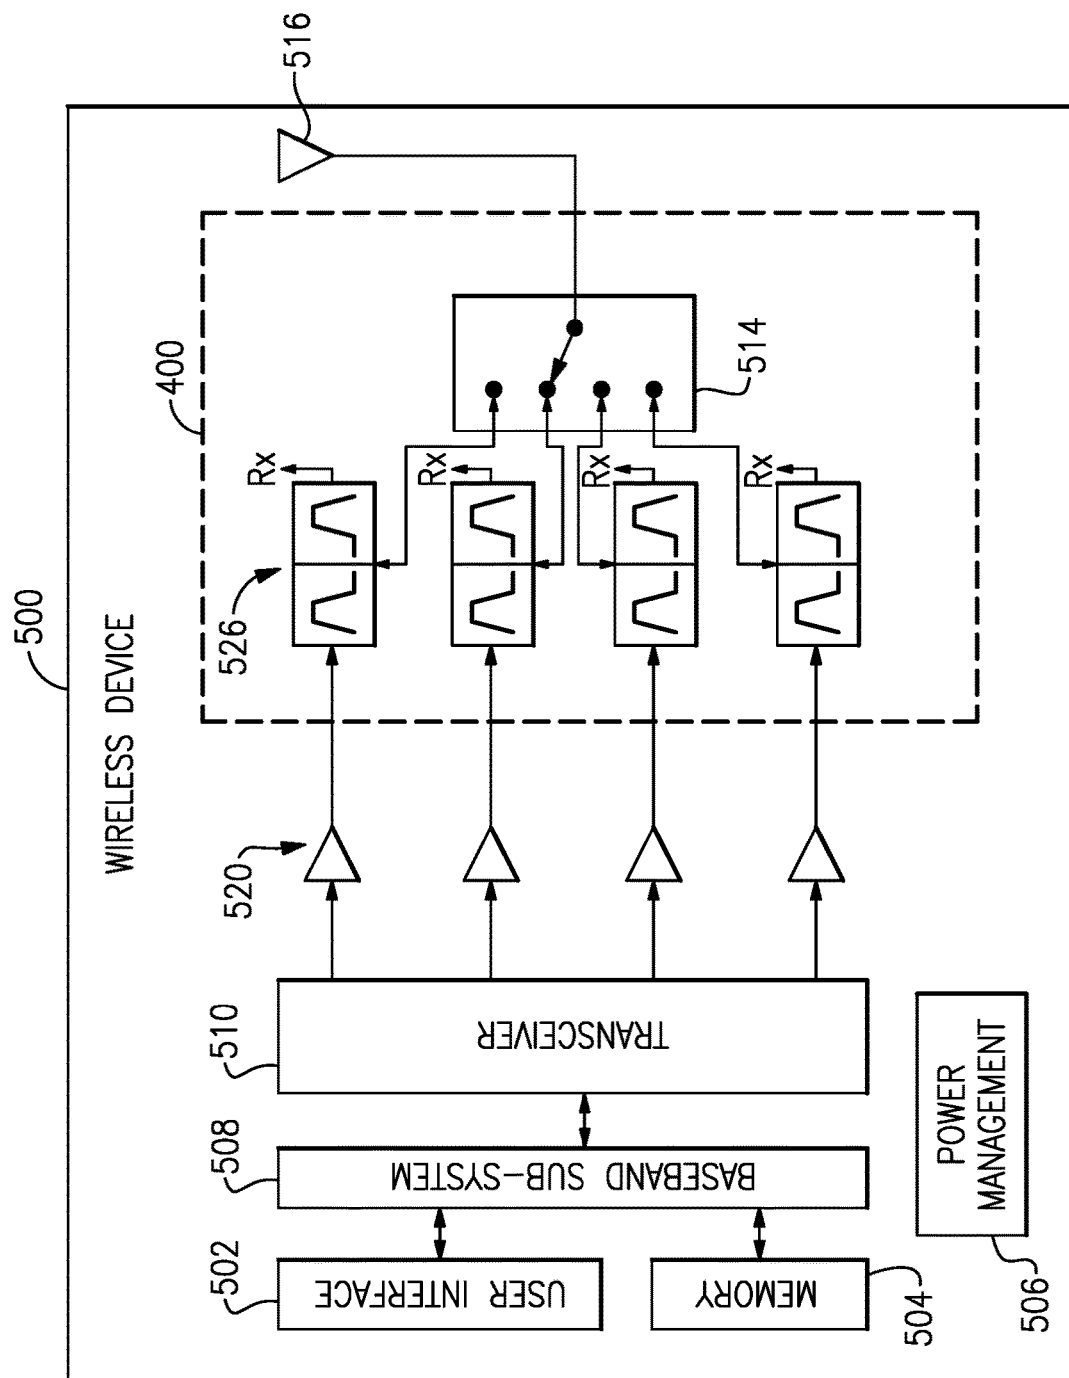 500
WIRELESS DEVICE
400
516
526
Rx
Rx
Rx
Rx
514
520
510
TRANSCEIVER
508
BASEBAND SUB-SYSTEM
502
USER INTERFACE
MEMORY
504
POWER
MANAGEMENT
506